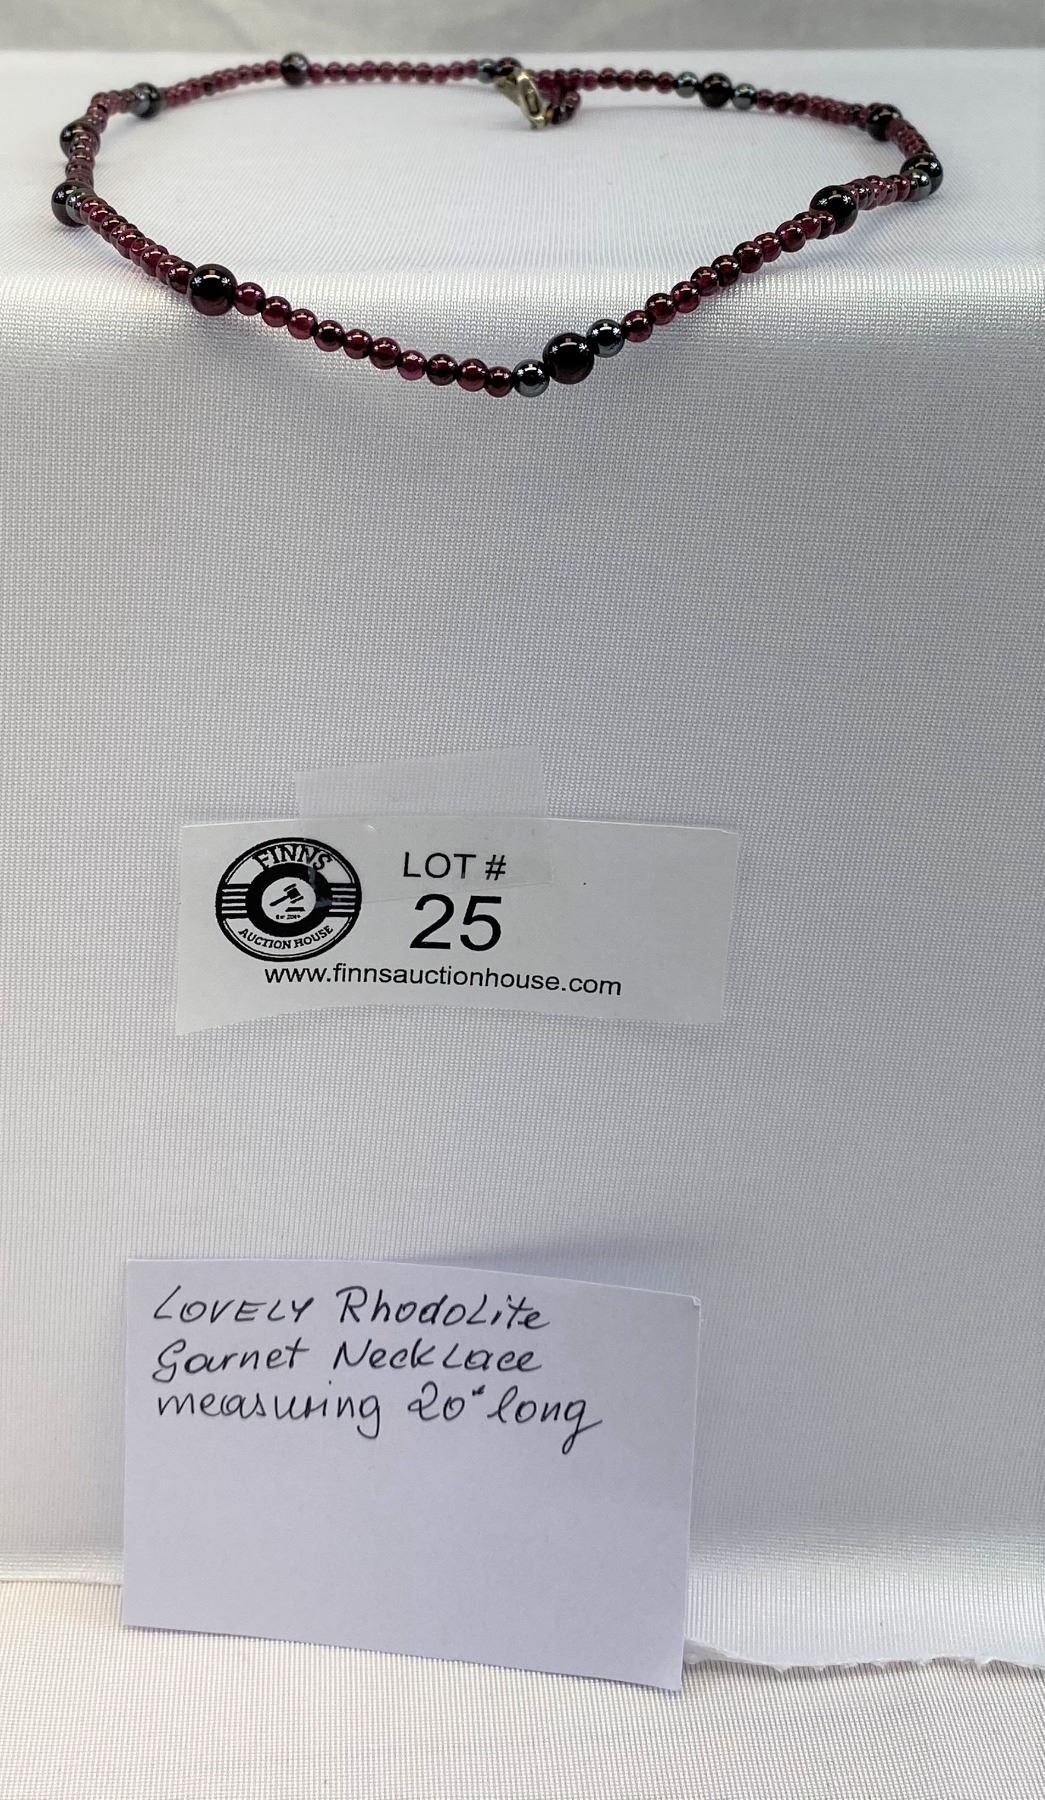 FINNS
AUCTION HOUSE
LOT #
25
www.finnsauctionhouse.com
LOVELY RhodoLite
Garnet NeckLace
measuring 20" long